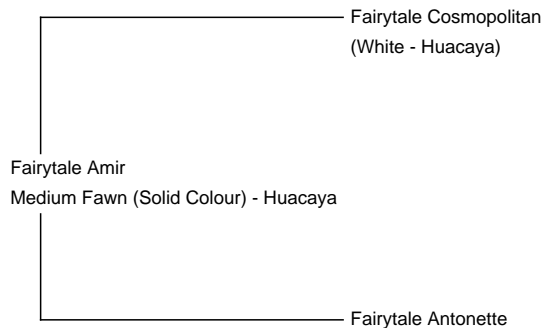 Fairytale Cosmopolitan
(White - Huacaya)
Fairytale Amir
Medium Fawn (Solid Colour) - Huacaya
Fairytale Antonette